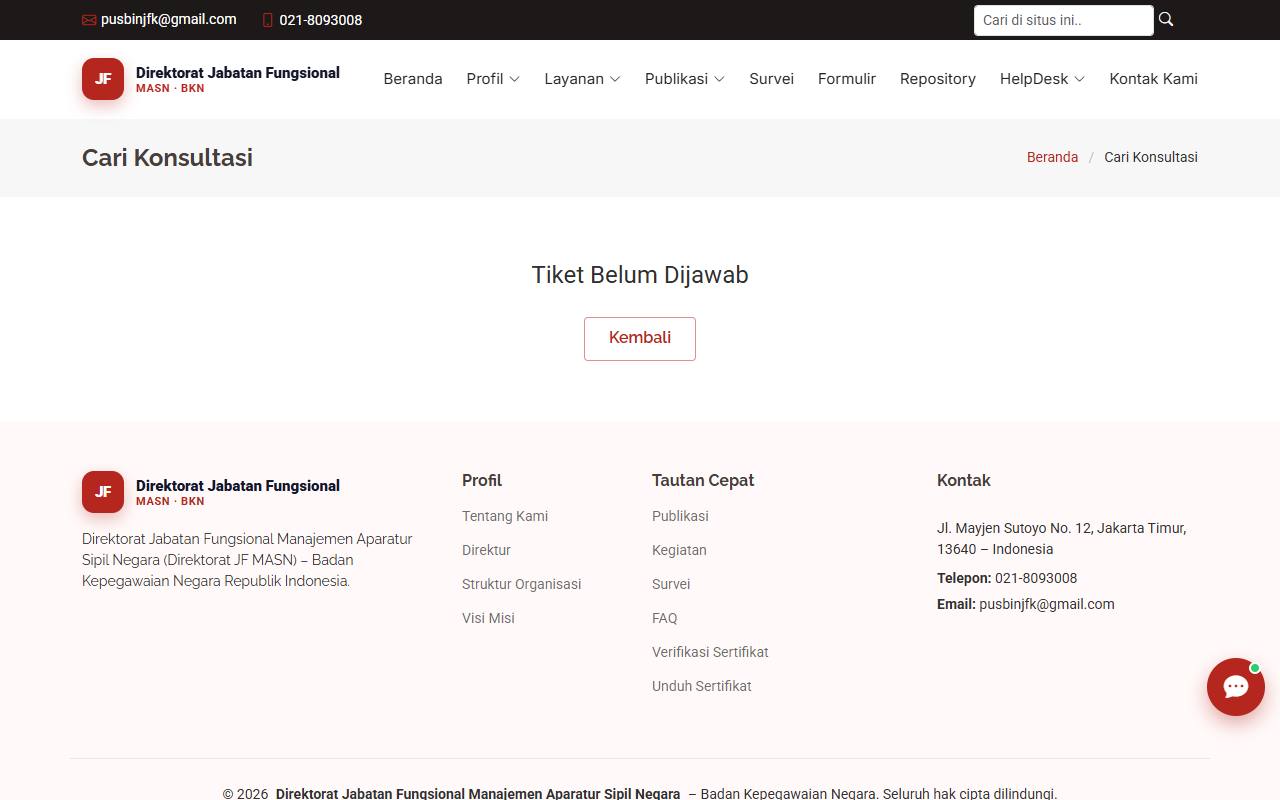 pusbinjfk@gmail.com
021-8093008
Cari di situs ini..
JF
Direktorat Jabatan Fungsional
MASN · BKN
Beranda
Profil
Layanan
Publikasi
Survei
Formulir
Repository
HelpDesk
Kontak Kami
Cari Konsultasi
Beranda / Cari Konsultasi
Tiket Belum Dijawab
Kembali
JF
Direktorat Jabatan Fungsional
MASN · BKN
Direktorat Jabatan Fungsional Manajemen Aparatur
Sipil Negara (Direktorat JF MASN) – Badan
Kepegawaian Negara Republik Indonesia.
Profil
Tentang Kami
Direktur
Struktur Organisasi
Visi Misi
Tautan Cepat
Publikasi
Kegiatan
Survei
FAQ
Verifikasi Sertifikat
Unduh Sertifikat
Kontak
Jl. Mayjen Sutoyo No. 12, Jakarta Timur,
13640 – Indonesia
Telepon: 021-8093008
Email: pusbinjfk@gmail.com
© 2026 Direktorat Jabatan Fungsional Manajemen Aparatur Sipil Negara – Badan Kepegawaian Negara. Seluruh hak cipta dilindungi.